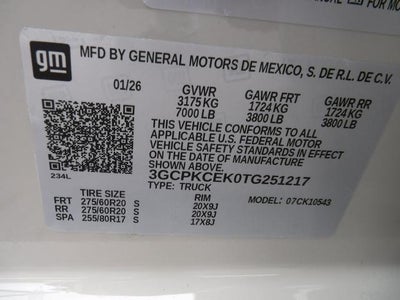 FOR MO
gm
MFD BY GENERAL MOTORS DE MEXICO, S. DE R.L. DE C.V.
01/26 GVWR GAWR FRT GAWR RR
3175 KG 1724 KG 1724 KG
7000 LB 3800 LB 3800 LB
THIS VEHICLE CONFORMS TO ALL
APPLICABLE U.S. FEDERAL MOTOR
VEHICLE SAFETY STANDARDS IN EFFECT
ON THE DATE OF MANUFACTURE
SHOWN ABOVE.
3GCPKCEK0TG251217
TYPE: TRUCK MODEL: 07CK10543
234L
TIRE SIZE RIM
FRT 275/60R20 S 20X9J
RR 275/60R20 S 20X9J
SPA 255/80R17 S 17X8J